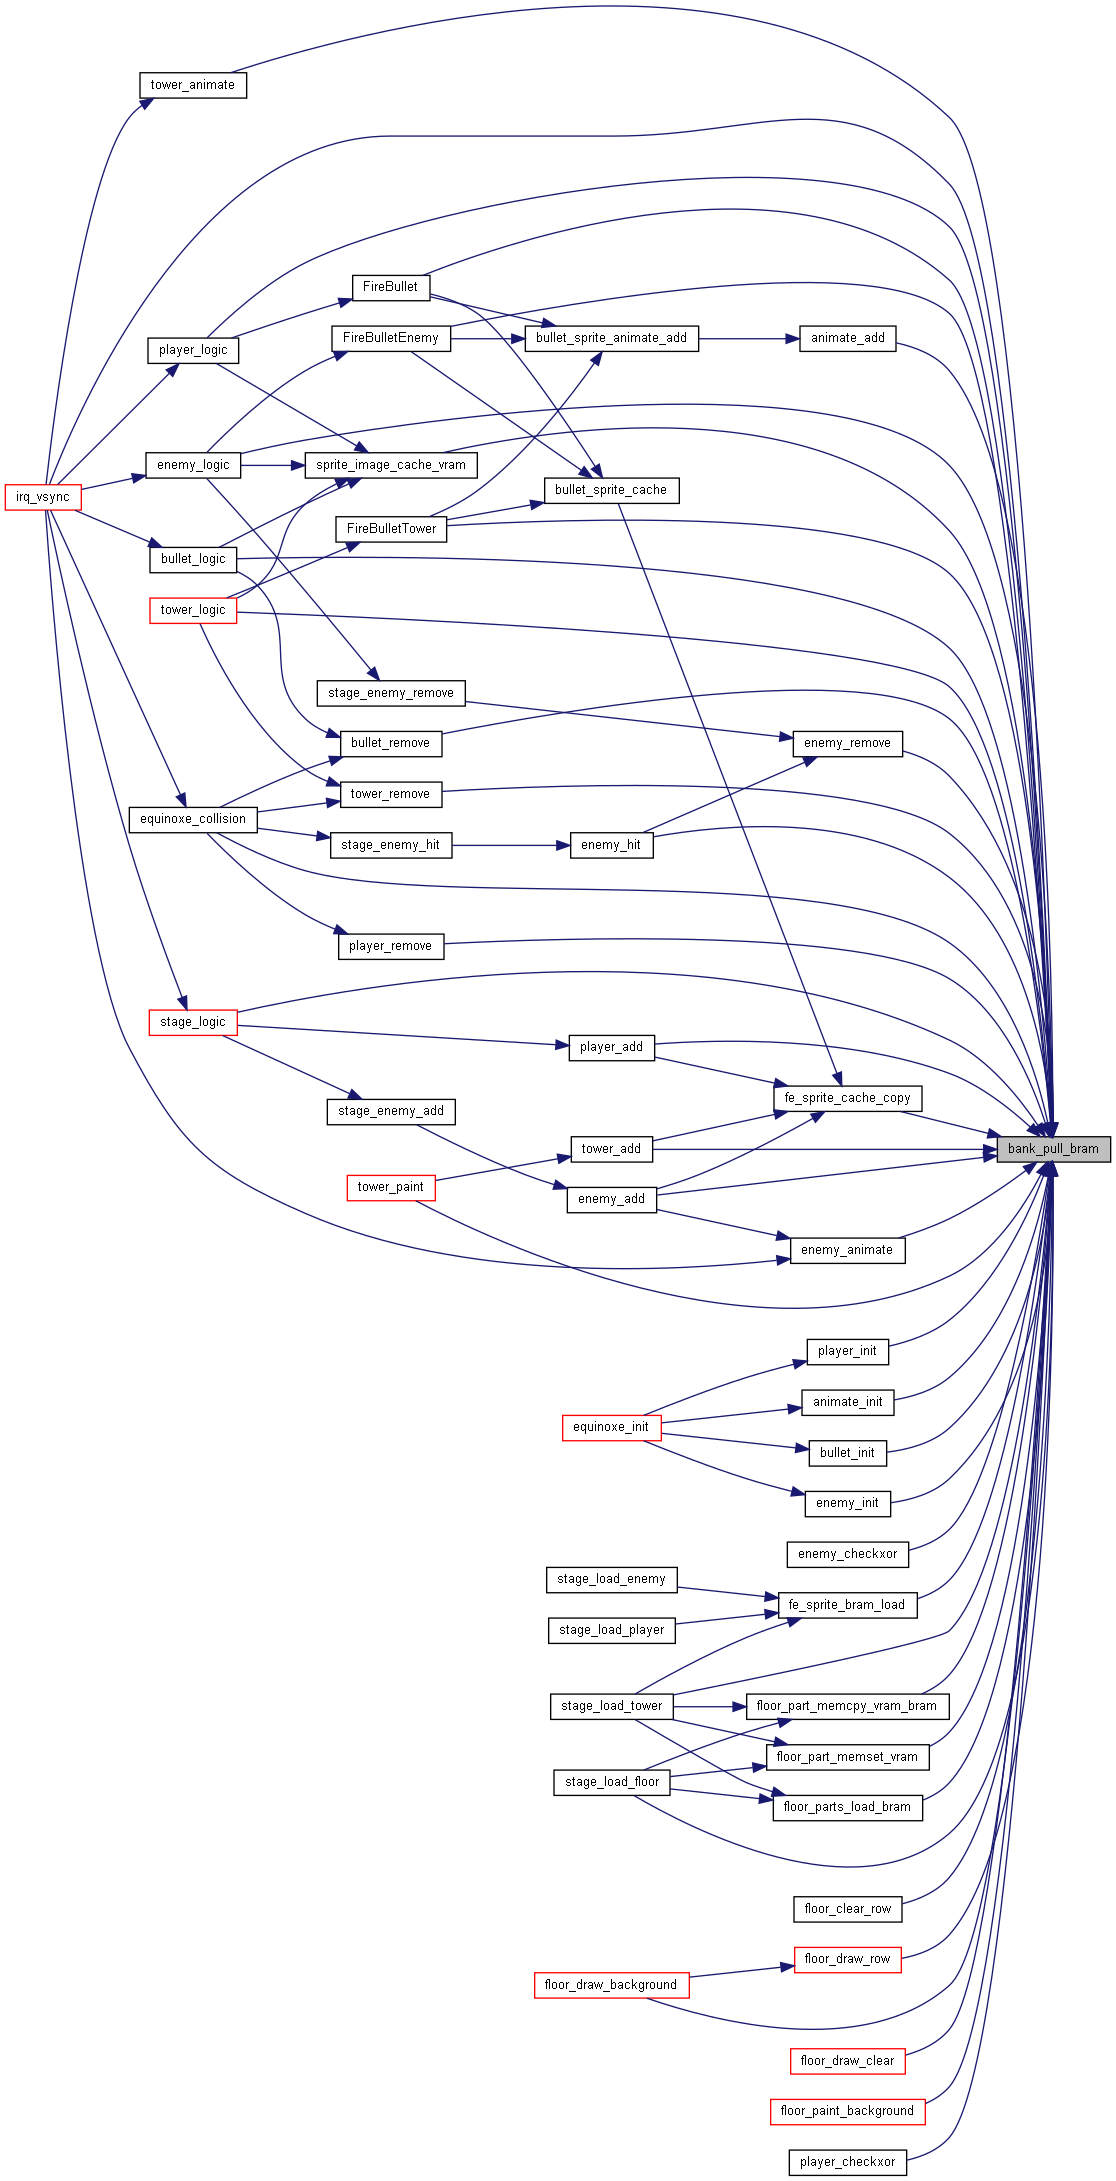 tower_animate
FireBullet
FireBulletEnemy
bullet_sprite_animate_add
animate_add
player_logic
enemy_logic
sprite_image_cache_vram
irq_vsync
bullet_sprite_cache
FireBulletTower
bullet_logic
tower_logic
stage_enemy_remove
bullet_remove
enemy_remove
tower_remove
equinoxe_collision
stage_enemy_hit
enemy_hit
player_remove
stage_logic
player_add
fe_sprite_cache_copy
stage_enemy_add
tower_add
bank_pull_bram
tower_paint
enemy_add
enemy_animate
player_init
animate_init
equinoxe_init
bullet_init
enemy_init
enemy_checkxor
stage_load_enemy
fe_sprite_bram_load
stage_load_player
stage_load_tower
floor_part_memcpy_vram_bram
floor_part_memset_vram
stage_load_floor
floor_parts_load_bram
floor_clear_row
floor_draw_row
floor_draw_background
floor_draw_clear
floor_paint_background
player_checkxor